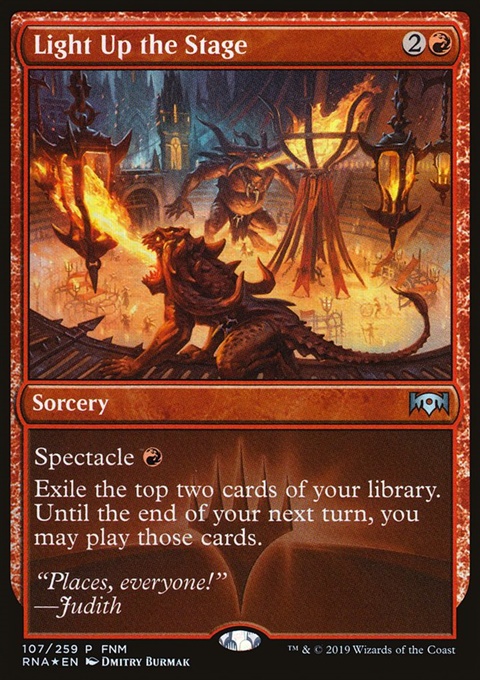 Light Up the Stage 2
Sorcery
Spectacle
Exile the top two cards of your library.
Until the end of your next turn, you
may play those cards.
“Places, everyone!”
—Judith
107/259 P FNM
RNA★EN Dmitry Burmak
™ & © 2019 Wizards of the Coast